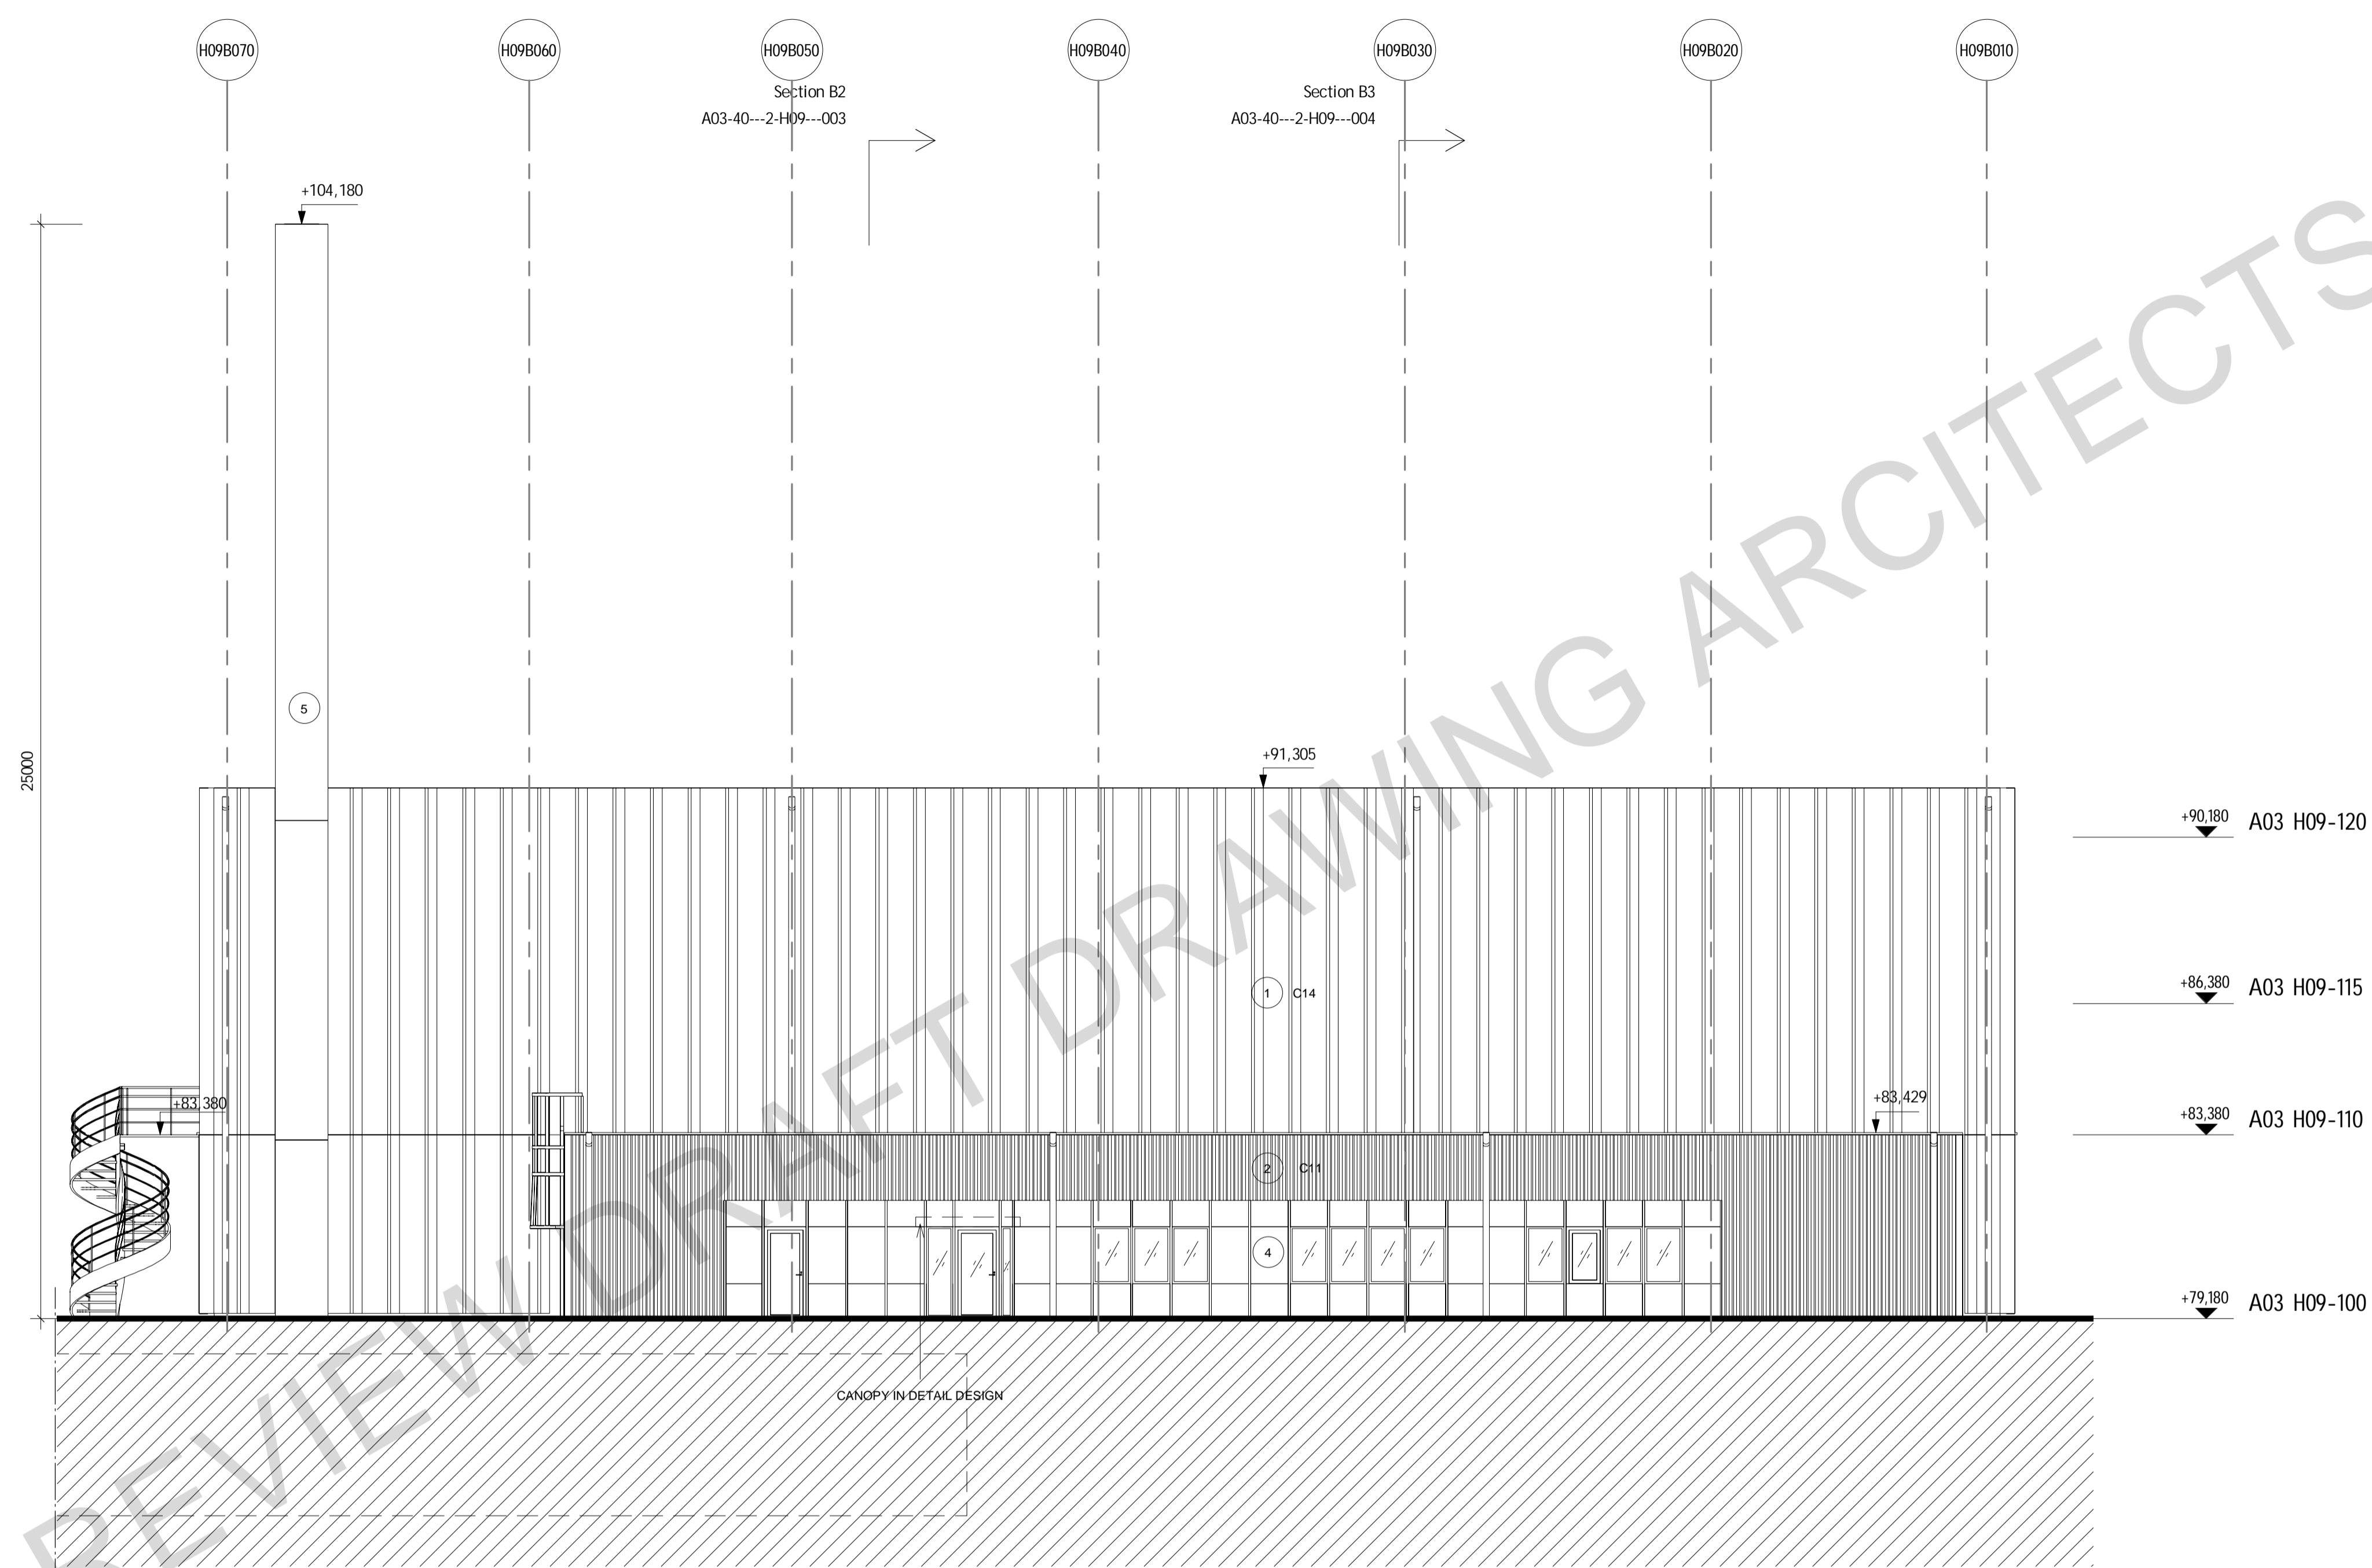 H09B070 H09B060 H09B050 H09B040 H09B030 H09B020 H09B010
Section B2
A03-40---2-H09---003
Section B3
A03-40---2-H09---004
+104,180
5
25000
+91,305
+90,180 A03 H09-120
1 C14
+86,380 A03 H09-115
+83,380
+83,429
+83,380 A03 H09-110
2 C11
4
+79,180 A03 H09-100
CANOPY IN DETAIL DESIGN
REVIEW DRAFT DRAWING ARCITECTS